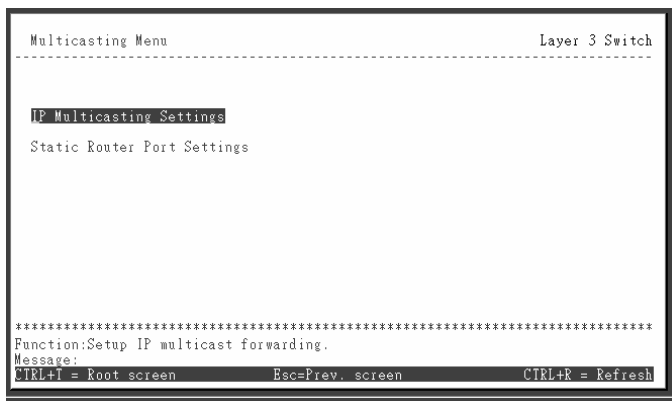 Multicasting Menu Layer 3 Switch
--------------------------------------------------------------------------------
IP Multicasting Settings
Static Router Port Settings
********************************************************************************
Function:Setup IP multicast forwarding.
Message:
CTRL+T = Root screen Esc=Prev. screen CTRL+R = Refresh